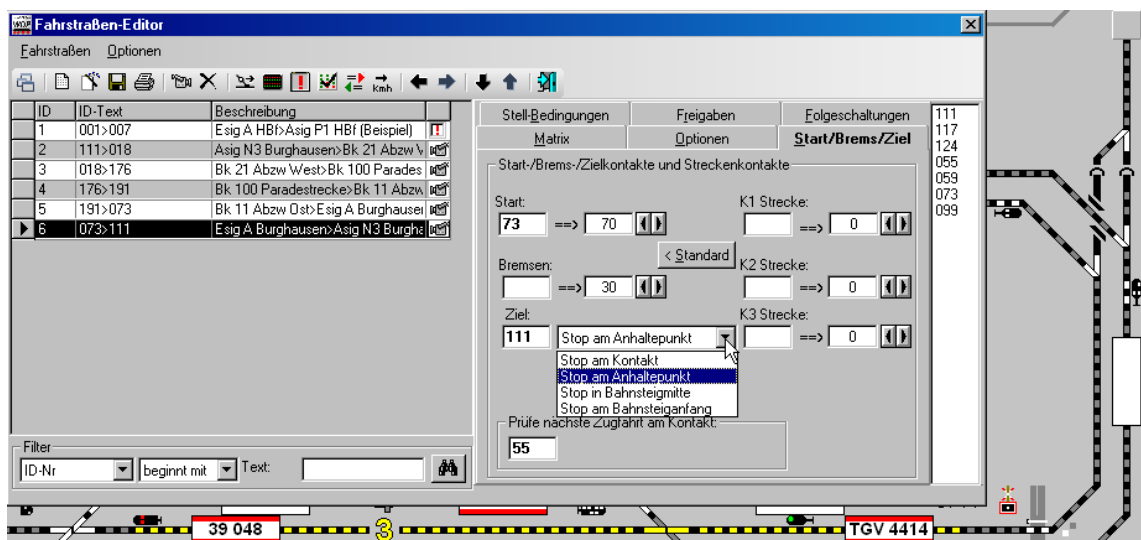 Fahrstraßen-Editor
Fahrstraßen Optionen
kmh
ID ID-Text Beschreibung
1 001>007 Esig A HBf>Asig P1 HBf (Beispiel)
2 111>018 Asig N3 Burghausen>Bk 21 Abzw
3 018>176 Bk 21 Abzw West>Bk 100 Parades
4 176>191 Bk 100 Paradestrecke>Bk 11 Abzw
5 191>073 Bk 11 Abzw Ost>Esig A Burghausen
6 073>111 Esig A Burghausen>Asig N3 Burgha
Filter
ID-Nr beginnt mit Text:
Stell-Bedingungen Freigaben Folgeschaltungen
Matrix Optionen Start/Brems/Ziel
Start-/Brems-/Zielkontakte und Streckenkontakte
Start: K1 Strecke:
73 ==> 70 ==> 0
< Standard
Bremsen: K2 Strecke:
==> 30 ==> 0
Ziel: K3 Strecke:
111 Stop am Anhaltepunkt ==> 0
Stop am Kontakt
Stop am Anhaltepunkt
Stop in Bahnsteigmitte
Stop am Bahnsteiganfang
Prüfe nächste Zugfahrt am Kontakt:
55
111
117
124
055
059
073
099
39 048 3 TGV 4414